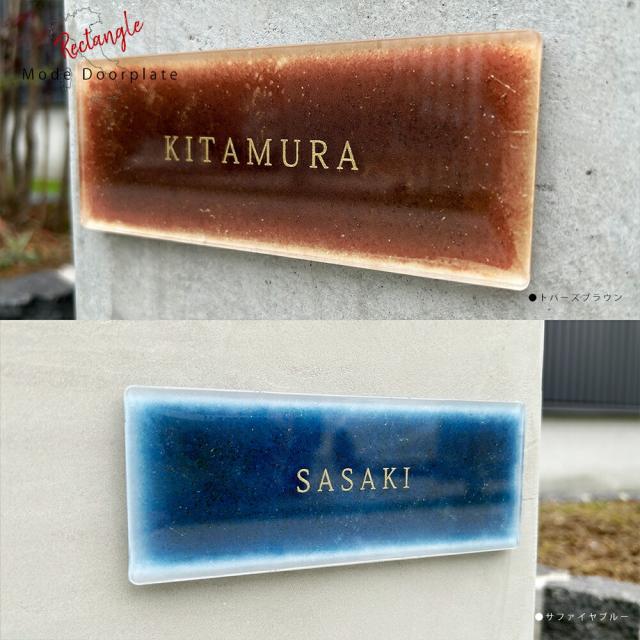 Rectangle
Mode Doorplate
KITAMURA
●トパーズブラウン
SASAKI
●サファイヤブルー